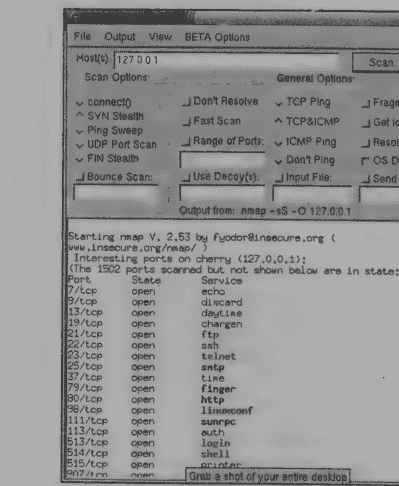 File Output View BETA Options
Host(s): 127.0.0.1 Scan.
Scan Options: General Options:
connect() Don't Resolve TCP Ping
SYN Stealth Fast Scan TCP&ICMP
Ping Sweep Range of Ports: ICMP Ping
UDP Port Scan Don't Ping OS D
FIN Stealth
Bounce Scan: Use Decoy(s): Input File: Send
Output from: nmap -sS -O 127.0.0.1
Starting nmap V. 2.53 by fyodor@insecure.org (
www.insecure.org/nmap/ )
Interesting ports on cherry (127.0.0.1):
(The 1502 ports scanned but not shown below are in state:
Port State Service
7/tcp open echo
9/tcp open discard
13/tcp open daytime
19/tcp open chargen
21/tcp open ftp
22/tcp open ssh
23/tcp open telnet
25/tcp open smtp
37/tcp open time
79/tcp open finger
80/tcp open http
98/tcp open linuxconf
111/tcp open sunrpc
113/tcp open auth
513/tcp open login
514/tcp open shell
515/tcp open printer
Grab a shot of your entire desktop